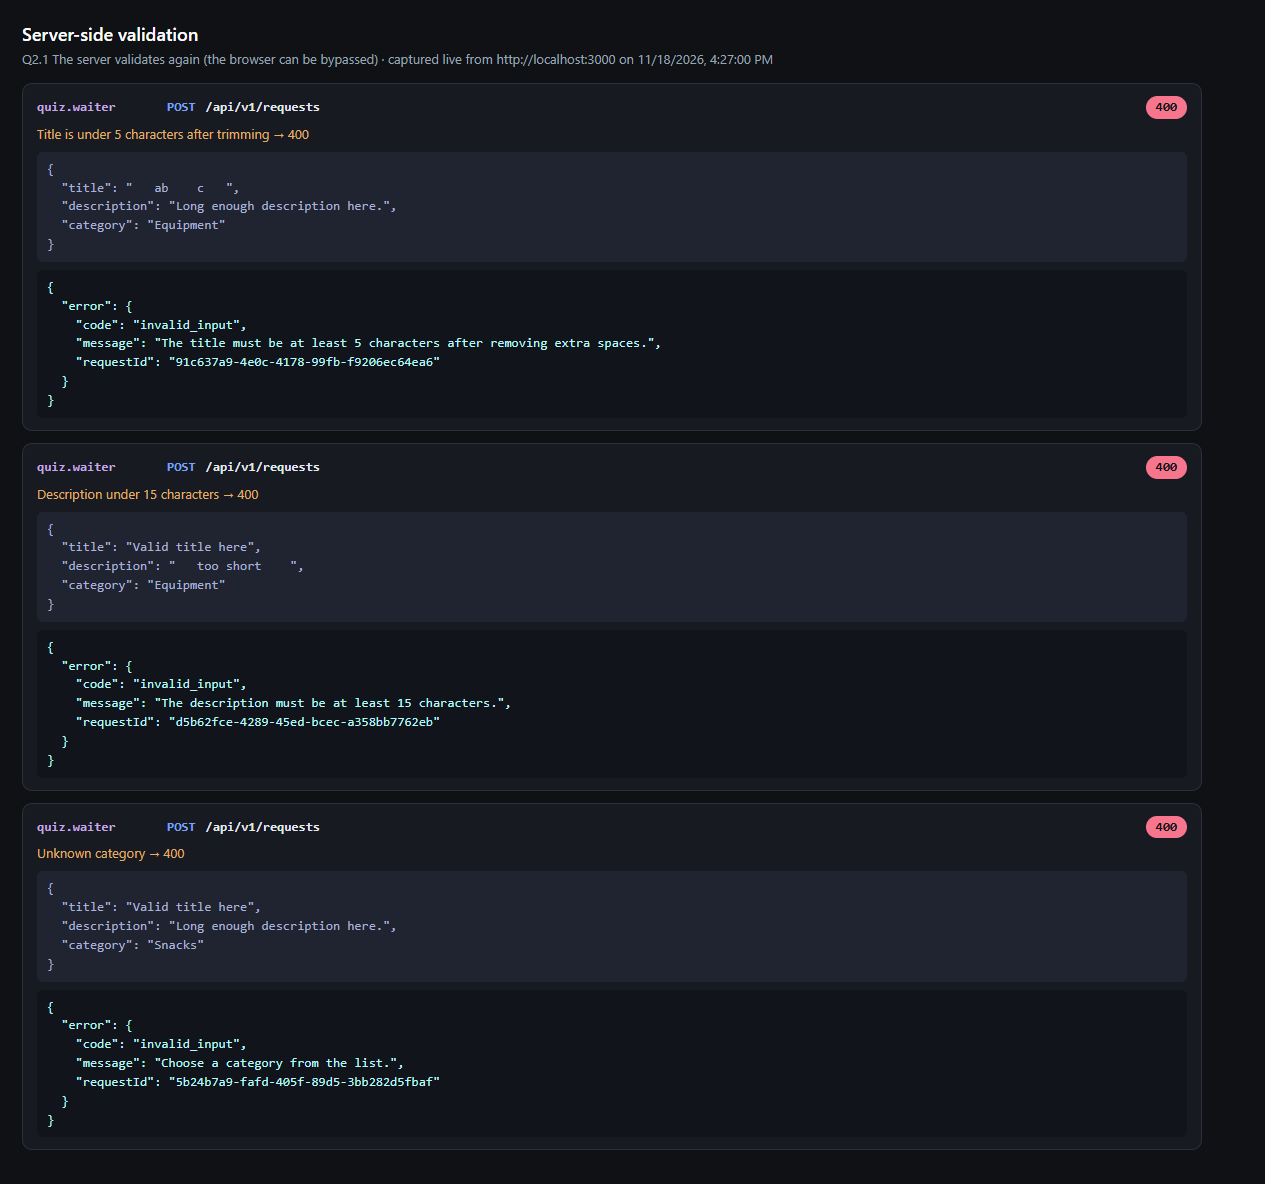 Server-side validation
Q2.1 The server validates again (the browser can be bypassed) · captured live from http://localhost:3000 on 11/18/2026, 4:27:00 PM
quiz.waiter POST /api/v1/requests 400
Title is under 5 characters after trimming → 400
{
  "title": "   ab    c   ",
  "description": "Long enough description here.",
  "category": "Equipment"
}
{
  "error": {
    "code": "invalid_input",
    "message": "The title must be at least 5 characters after removing extra spaces.",
    "requestId": "91c637a9-4e0c-4178-99fb-f9206ec64ea6"
  }
}
quiz.waiter POST /api/v1/requests 400
Description under 15 characters → 400
{
  "title": "Valid title here",
  "description": "   too short    ",
  "category": "Equipment"
}
{
  "error": {
    "code": "invalid_input",
    "message": "The description must be at least 15 characters.",
    "requestId": "d5b62fce-4289-45ed-bcec-a358bb7762eb"
  }
}
quiz.waiter POST /api/v1/requests 400
Unknown category → 400
{
  "title": "Valid title here",
  "description": "Long enough description here.",
  "category": "Snacks"
}
{
  "error": {
    "code": "invalid_input",
    "message": "Choose a category from the list.",
    "requestId": "5b24b7a9-fafd-405f-89d5-3bb282d5fbaf"
  }
}